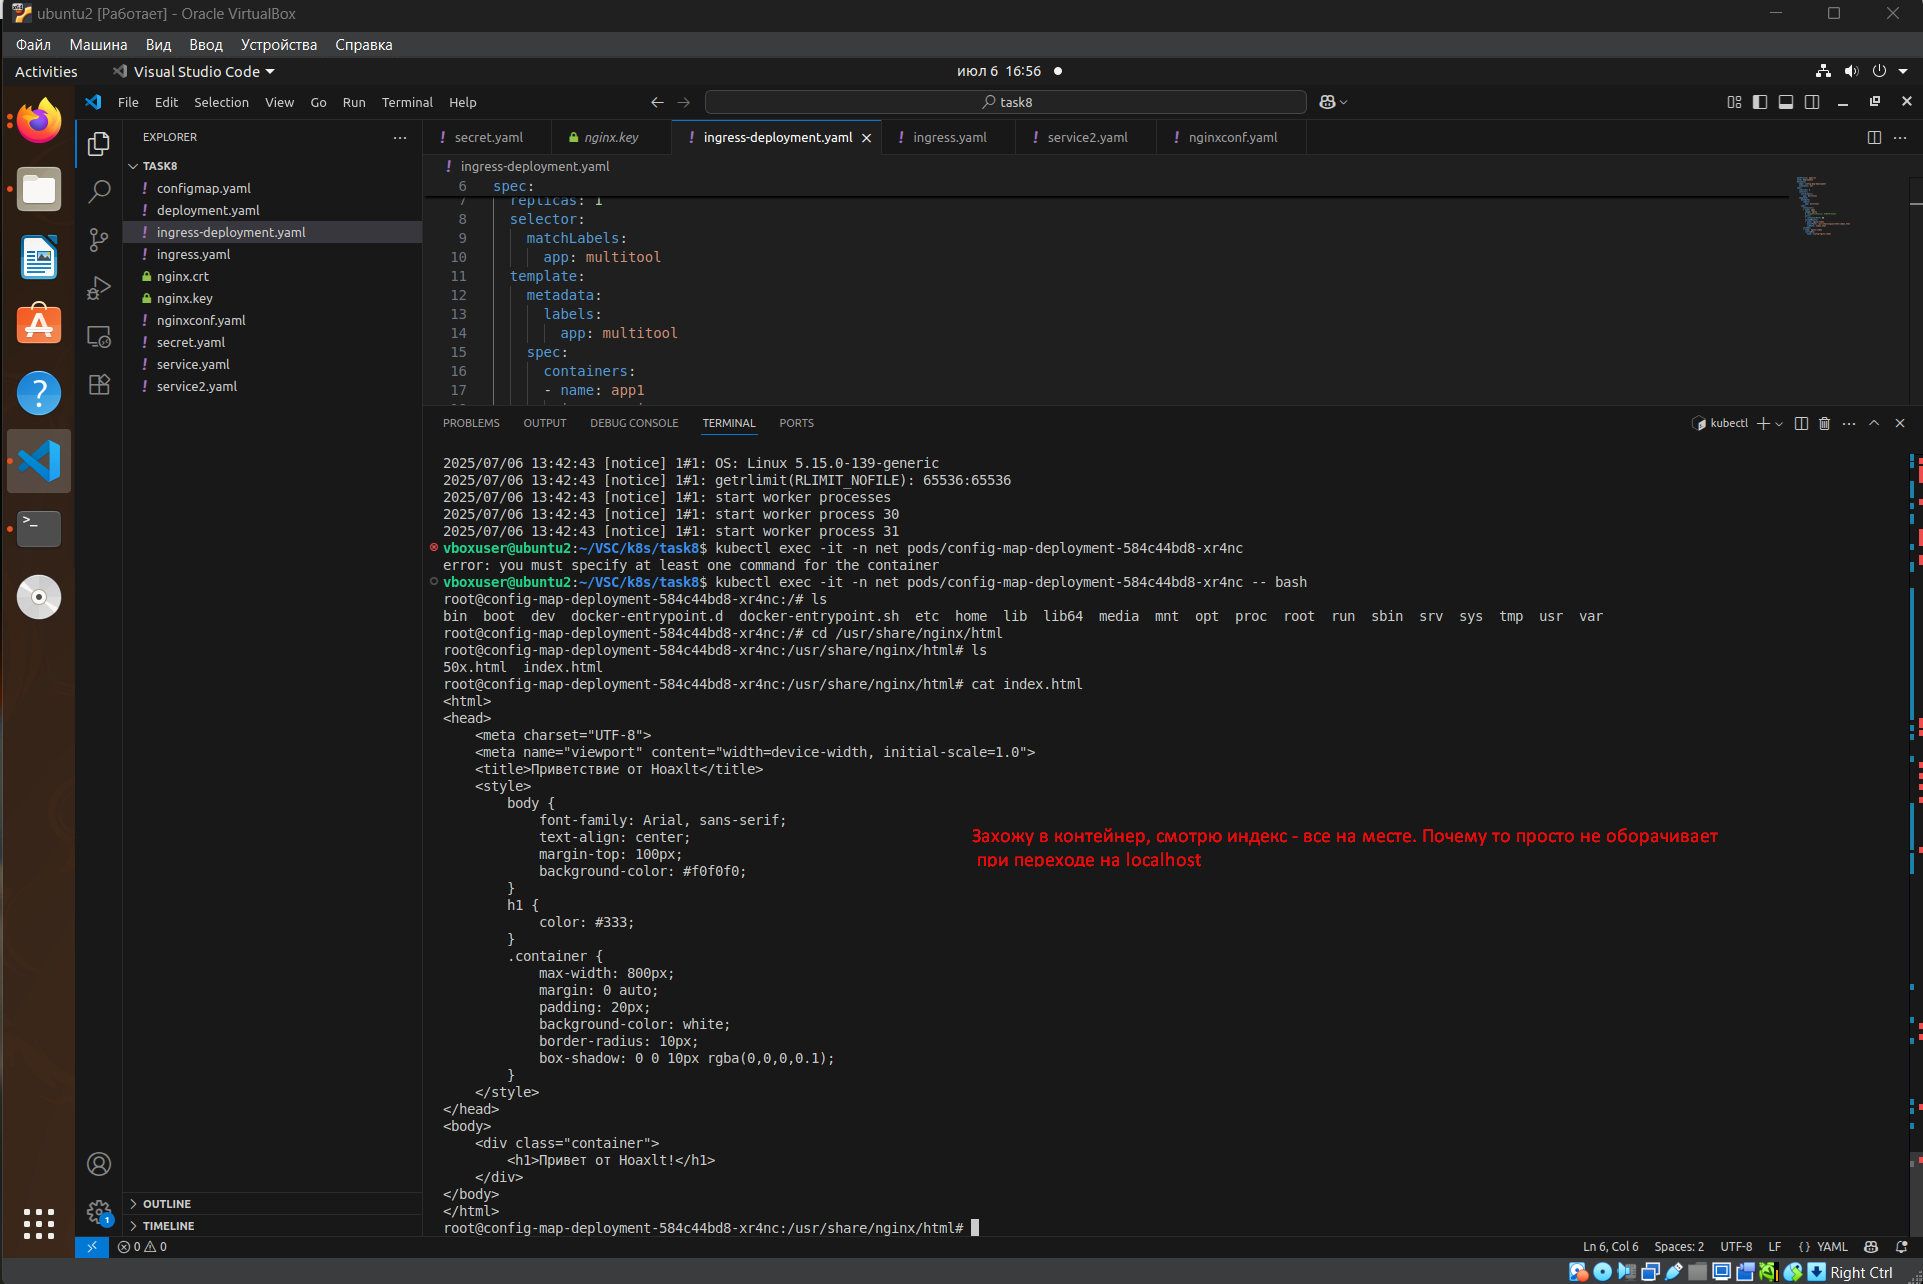 ubuntu2 [Работает] - Oracle VirtualBox
Файл Машина Вид Ввод Устройства Справка
Activities Visual Studio Code июл 6 16:56
File Edit Selection View Go Run Terminal Help task8
EXPLORER
TASK8
configmap.yaml
deployment.yaml
ingress-deployment.yaml
ingress.yaml
nginx.crt
nginx.key
nginxconf.yaml
secret.yaml
service.yaml
service2.yaml
OUTLINE
TIMELINE
secret.yaml nginx.key ingress-deployment.yaml ingress.yaml service2.yaml nginxconf.yaml
ingress-deployment.yaml
6 spec:
7 replicas: 1
8 selector:
9 matchLabels:
10 app: multitool
11 template:
12 metadata:
13 labels:
14 app: multitool
15 spec:
16 containers:
17 - name: app1
PROBLEMS OUTPUT DEBUG CONSOLE TERMINAL PORTS kubectl
2025/07/06 13:42:43 [notice] 1#1: OS: Linux 5.15.0-139-generic
2025/07/06 13:42:43 [notice] 1#1: getrlimit(RLIMIT_NOFILE): 65536:65536
2025/07/06 13:42:43 [notice] 1#1: start worker processes
2025/07/06 13:42:43 [notice] 1#1: start worker process 30
2025/07/06 13:42:43 [notice] 1#1: start worker process 31
vboxuser@ubuntu2:~/VSC/k8s/task8$ kubectl exec -it -n net pods/config-map-deployment-584c44bd8-xr4nc
error: you must specify at least one command for the container
vboxuser@ubuntu2:~/VSC/k8s/task8$ kubectl exec -it -n net pods/config-map-deployment-584c44bd8-xr4nc -- bash
root@config-map-deployment-584c44bd8-xr4nc:/# ls
bin boot dev docker-entrypoint.d docker-entrypoint.sh etc home lib lib64 media mnt opt proc root run sbin srv sys tmp usr var
root@config-map-deployment-584c44bd8-xr4nc:/# cd /usr/share/nginx/html
root@config-map-deployment-584c44bd8-xr4nc:/usr/share/nginx/html# ls
50x.html index.html
root@config-map-deployment-584c44bd8-xr4nc:/usr/share/nginx/html# cat index.html
<html>
<head>
<meta charset="UTF-8">
<meta name="viewport" content="width=device-width, initial-scale=1.0">
<title>Приветствие от Hoaxlt</title>
<style>
body {
font-family: Arial, sans-serif;
text-align: center;
margin-top: 100px;
background-color: #f0f0f0;
}
h1 {
color: #333;
}
.container {
max-width: 800px;
margin: 0 auto;
padding: 20px;
background-color: white;
border-radius: 10px;
box-shadow: 0 0 10px rgba(0,0,0,0.1);
}
</style>
</head>
<body>
<div class="container">
<h1>Привет от Hoaxlt!</h1>
</div>
</body>
</html>
root@config-map-deployment-584c44bd8-xr4nc:/usr/share/nginx/html#
Захожу в контейнер, смотрю индекс - все на месте. Почему то просто не оборачивает
при переходе на localhost
0 0 Ln 6, Col 6 Spaces: 2 UTF-8 LF {} YAML
1
Right Ctrl